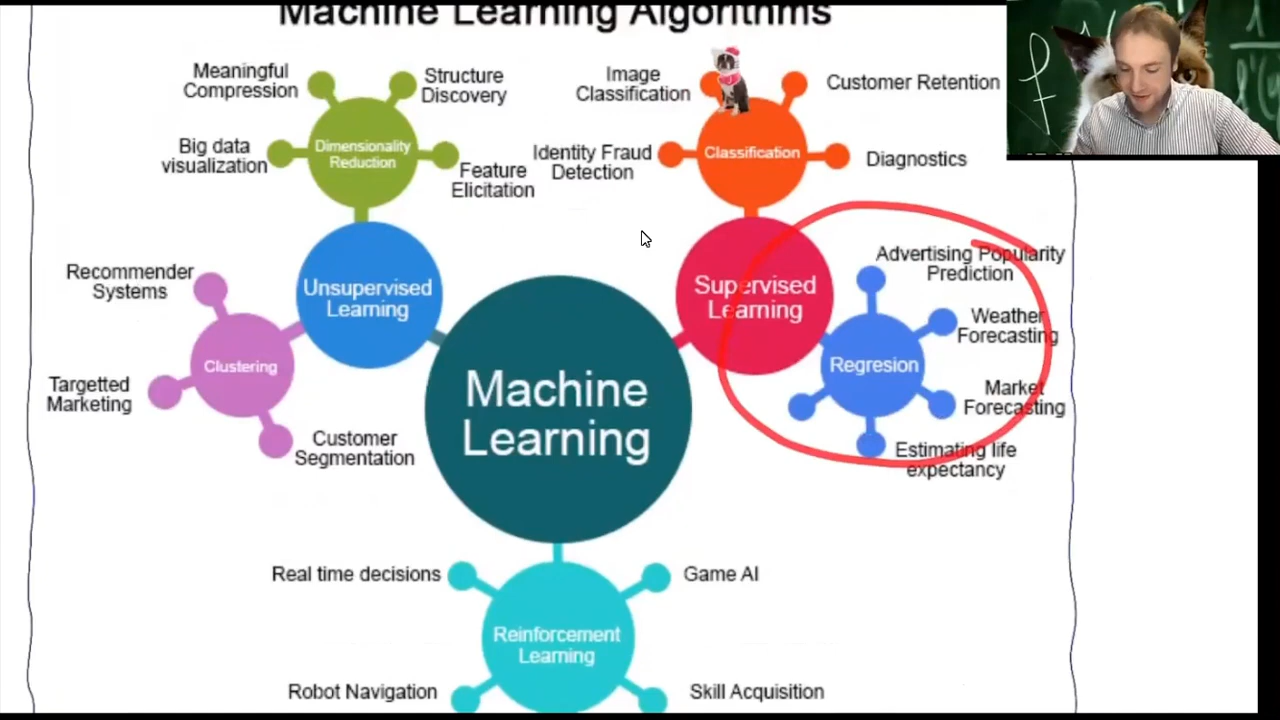 Machine Learning Algorithms
Meaningful
Compression
Structure
Discovery
Big data
visualization
Dimensionality
Reduction
Feature
Elicitation
Image
Classification
Customer Retention
Identity Fraud
Detection
Classification
Diagnostics
Recommender
Systems
Unsupervised
Learning
Supervised
Learning
Advertising Popularity
Prediction
Weather
Forecasting
Clustering
Regresion
Targetted
Marketing
Machine
Learning
Market
Forecasting
Customer
Segmentation
Estimating life
expectancy
Real time decisions
Game AI
Reinforcement
Learning
Robot Navigation
Skill Acquisition